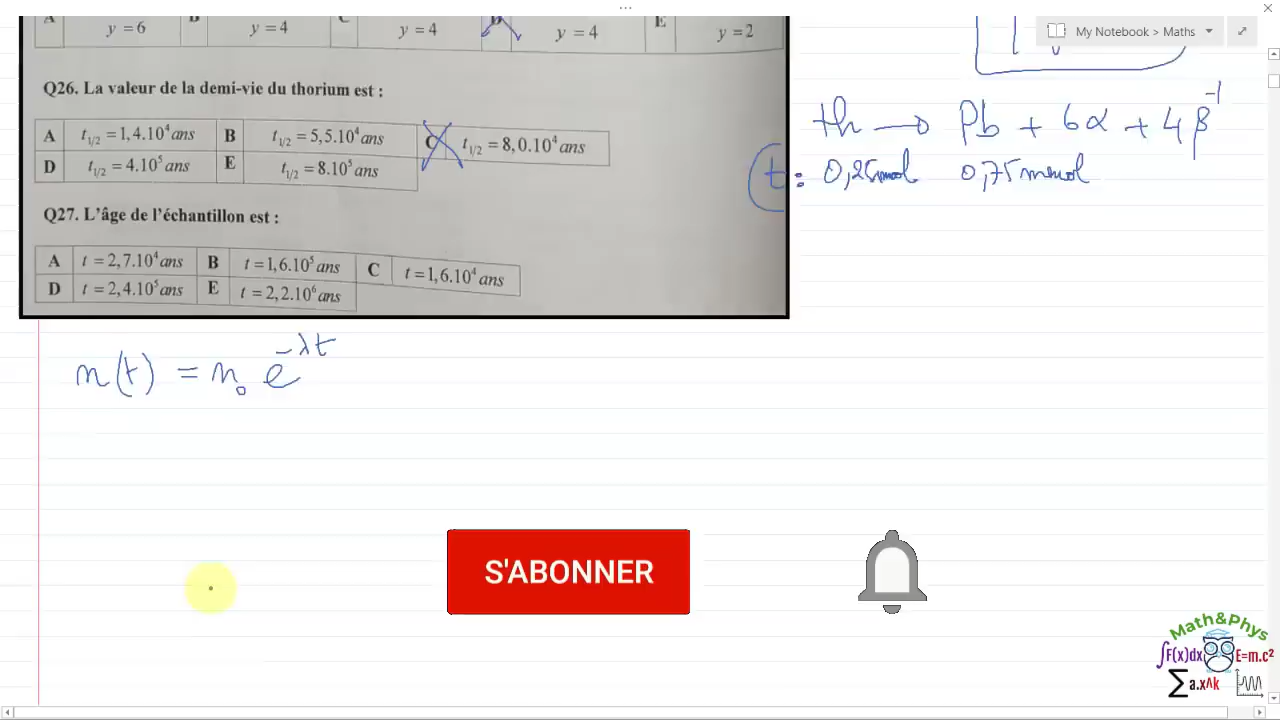 A y = 6 B y = 4 C y = 4 D y = 4 E y = 2
My Notebook > Maths
Q26. La valeur de la demi-vie du thorium est :
A t₁/₂ = 1,4.10⁴ ans B t₁/₂ = 5,5.10⁴ ans C t₁/₂ = 8,0.10⁴ ans
D t₁/₂ = 4.10⁵ ans E t₁/₂ = 8.10⁵ ans
Q27. L'âge de l'échantillon est :
A t = 2,7.10⁴ ans B t = 1,6.10⁵ ans C t = 1,6.10⁴ ans
D t = 2,4.10⁵ ans E t = 2,2.10⁶ ans
th → Pb + 6α + 4 β⁻¹
t : 0,25mmol 0,75mmol
n(t) = n₀ e^-λt
S'ABONNER
Math&Phys
∫F(x)dx E=m.c²
∑ a.x^k